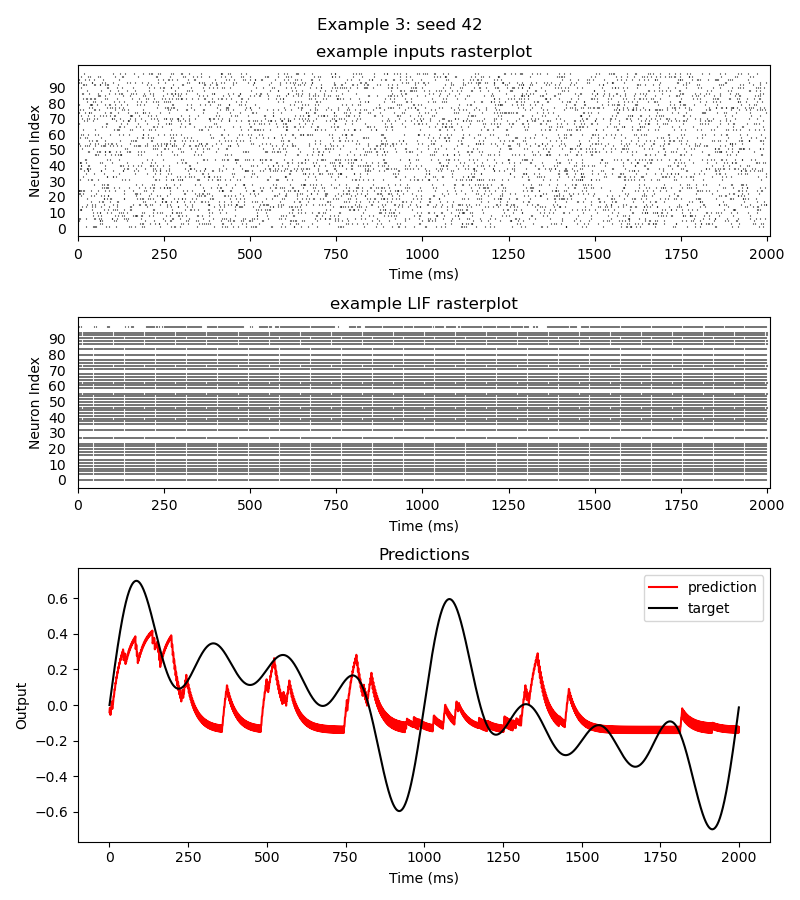 Example 3: seed 42
example inputs rasterplot
90
80
70
60
50
40
30
20
10
0
Neuron Index
0 250 500 750 1000 1250 1500 1750 2000
Time (ms)
example LIF rasterplot
90
80
70
60
50
40
30
20
10
0
Neuron Index
0 250 500 750 1000 1250 1500 1750 2000
Time (ms)
Predictions
prediction
target
0.6
0.4
0.2
0.0
−0.2
−0.4
−0.6
Output
0 250 500 750 1000 1250 1500 1750 2000
Time (ms)